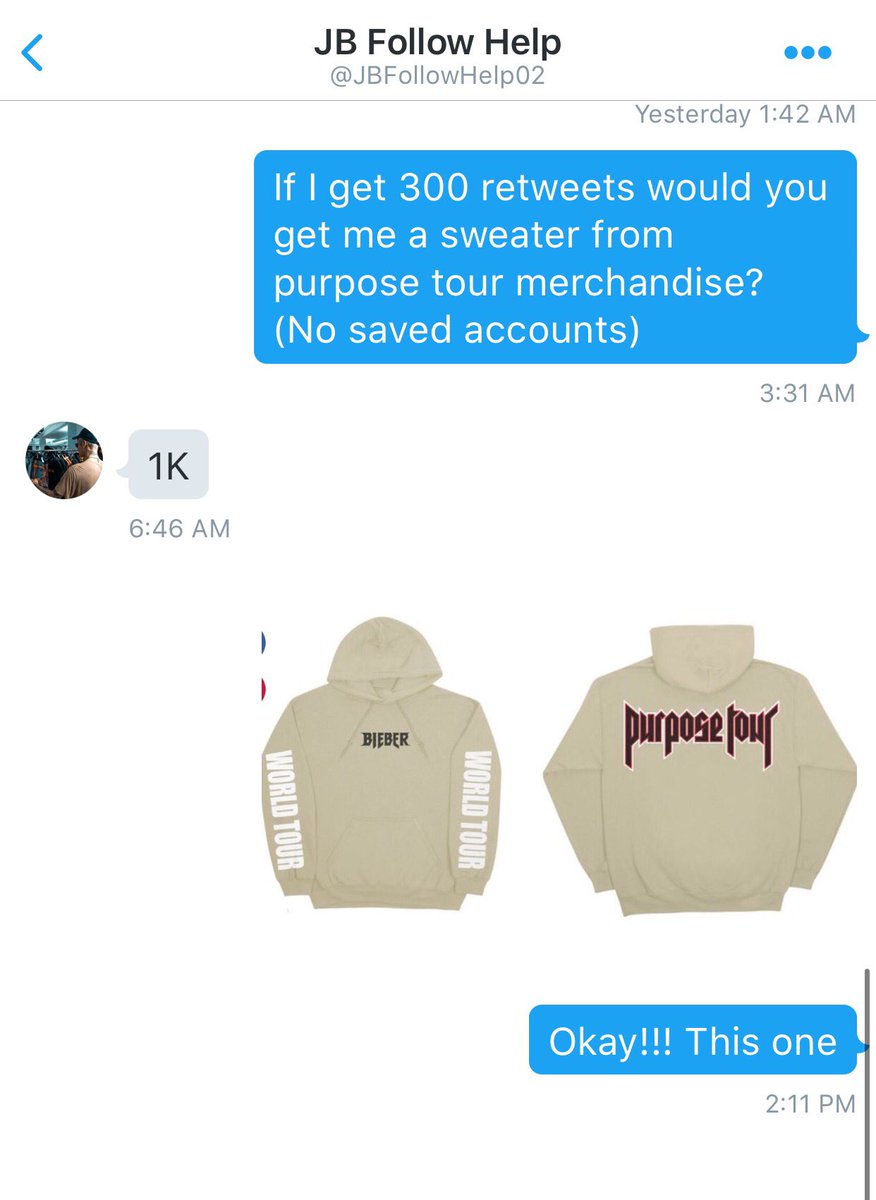 JB Follow Help
@JBFollowHelp02
Yesterday 1:42 AM
If I get 300 retweets would you
get me a sweater from
purpose tour merchandise?
(No saved accounts)
3:31 AM
1K
6:46 AM
BIEBER
WORLD TOUR
WORLD TOUR
purpose tour
Okay!!! This one
2:11 PM